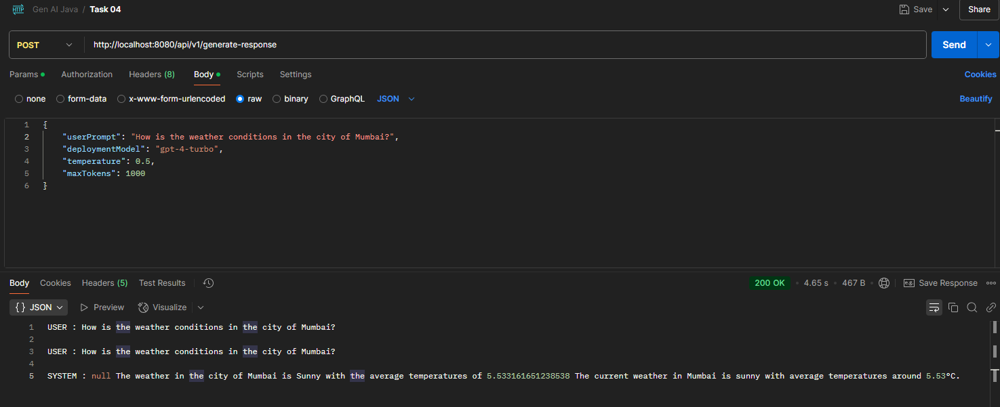 HTTP Gen AI Java / Task 04 Save Share
POST http://localhost:8080/api/v1/generate-response Send
Params Authorization Headers (8) Body Scripts Settings Cookies
none form-data x-www-form-urlencoded raw binary GraphQL JSON Beautify
1 {
2 "userPrompt": "How is the weather conditions in the city of Mumbai?",
3 "deploymentModel": "gpt-4-turbo",
4 "temperature": 0.5,
5 "maxTokens": 1000
6 }
Body Cookies Headers (5) Test Results 200 OK 4.65 s 467 B e.g. Save Response
{} JSON Preview Visualize
1 USER : How is the weather conditions in the city of Mumbai?
2
3 USER : How is the weather conditions in the city of Mumbai?
4
5 SYSTEM : null The weather in the city of Mumbai is Sunny with the average temperatures of 5.533161651238538 The current weather in Mumbai is sunny with average temperatures around 5.53°C.